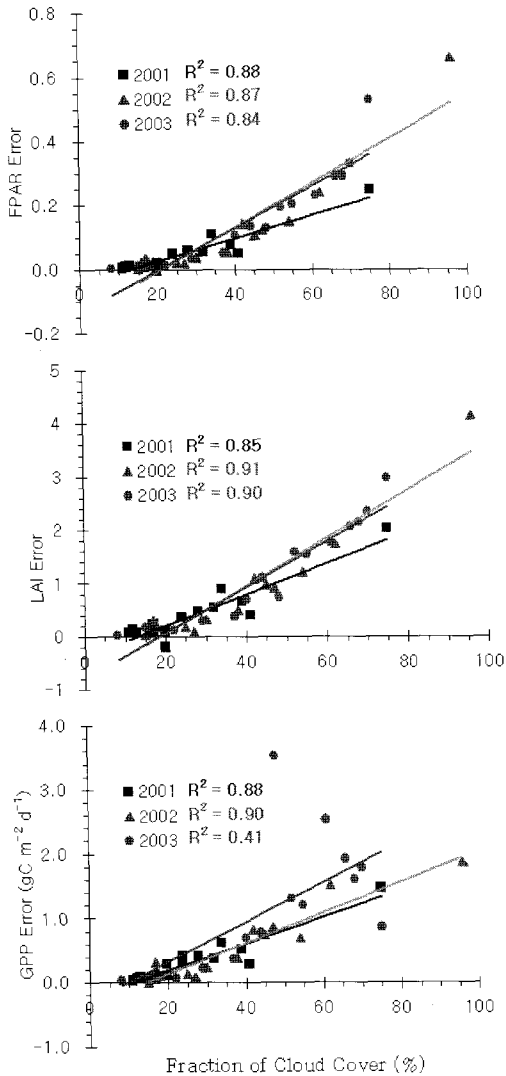 0.8
0.6
0.4
0.2
0.0
-0.2
FPAR Error
2001 R² = 0.88
2002 R² = 0.87
2003 R² = 0.84
0 20 40 60 80 100
5
4
3
2
1
0
-1
LAI Error
2001 R² = 0.85
2002 R² = 0.91
2003 R² = 0.90
0 20 40 60 80 100
4.0
3.0
2.0
1.0
0.0
-1.0
GPP Error (gC m⁻² d⁻¹)
2001 R² = 0.88
2002 R² = 0.90
2003 R² = 0.41
0 20 40 60 80 100
Fraction of Cloud Cover (%)